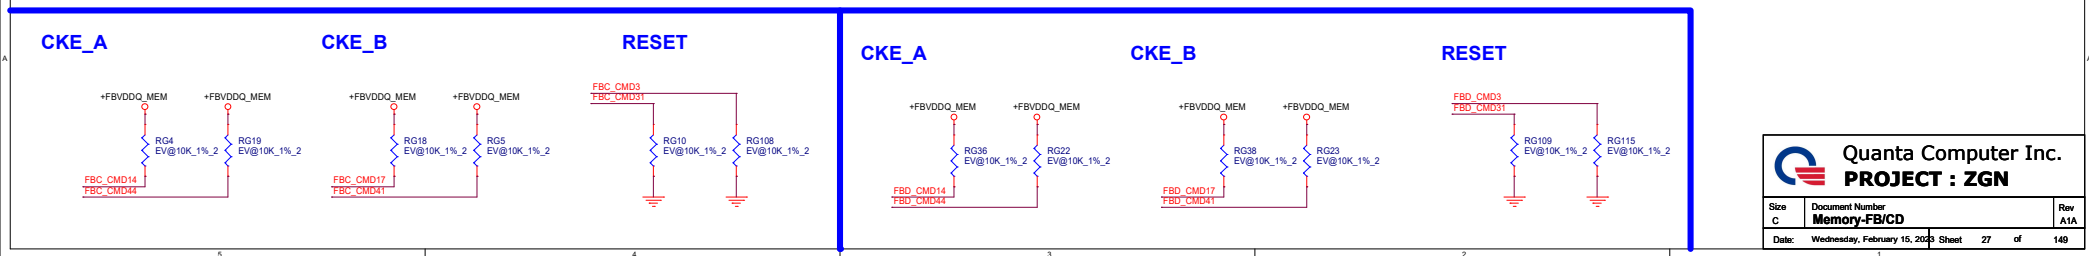 CKE_A
CKE_B
RESET
+FBVDDQ_MEM
+FBVDDQ_MEM
+FBVDDQ_MEM
+FBVDDQ_MEM
FBC_CMD3
FBC_CMD31
RG4
EV@10K_1%_2
RG19
EV@10K_1%_2
RG18
EV@10K_1%_2
RG5
EV@10K_1%_2
RG10
EV@10K_1%_2
RG108
EV@10K_1%_2
FBC_CMD14
FBC_CMD44
FBC_CMD17
FBC_CMD41
CKE_A
CKE_B
RESET
+FBVDDQ_MEM
+FBVDDQ_MEM
+FBVDDQ_MEM
+FBVDDQ_MEM
FBD_CMD3
FBD_CMD31
RG36
EV@10K_1%_2
RG22
EV@10K_1%_2
RG38
EV@10K_1%_2
RG23
EV@10K_1%_2
RG109
EV@10K_1%_2
RG115
EV@10K_1%_2
FBD_CMD14
FBD_CMD44
FBD_CMD17
FBD_CMD41
A
Quanta Computer Inc.
PROJECT : ZGN
Size
C
Document Number
Memory-FB/CD
Rev
A1A
Date: Wednesday, February 15, 2023 Sheet 27 of 149
5 4 3 2 1